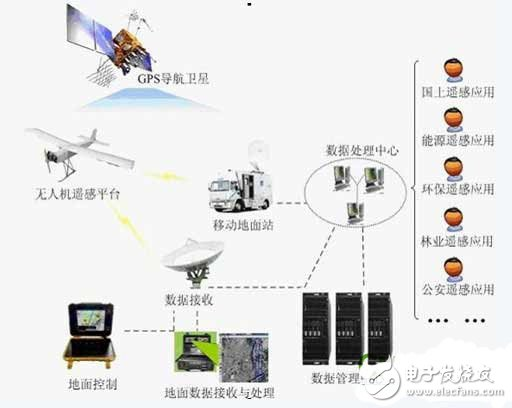 GPS导航卫星
国土遥感应用
能源遥感应用
数据处理中心
无人机遥感平台
环保遥感应用
移动地面站
林业遥感应用
公安遥感应用
数据接收
... ...
地面控制
地面数据接收与处理
数据管理
电子发烧友
www.elecfans.com